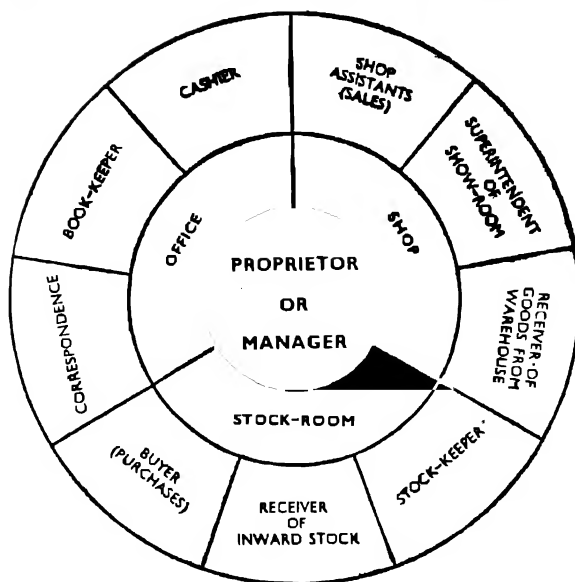 CASHIER
SHOP
ASSISTANTS
(SALES)
SUPERINTENDENT
OF
SHOW-ROOM
RECEIVER·OF
GOODS FROM
WAREHOUSE
STOCK-KEEPER
RECEIVER
OF
INWARD STOCK
BUYER
(PURCHASES)
CORRESPONDENCE
BOOK-KEEPER
OFFICE
SHOP
STOCK-ROOM
PROPRIETOR
OR
MANAGER